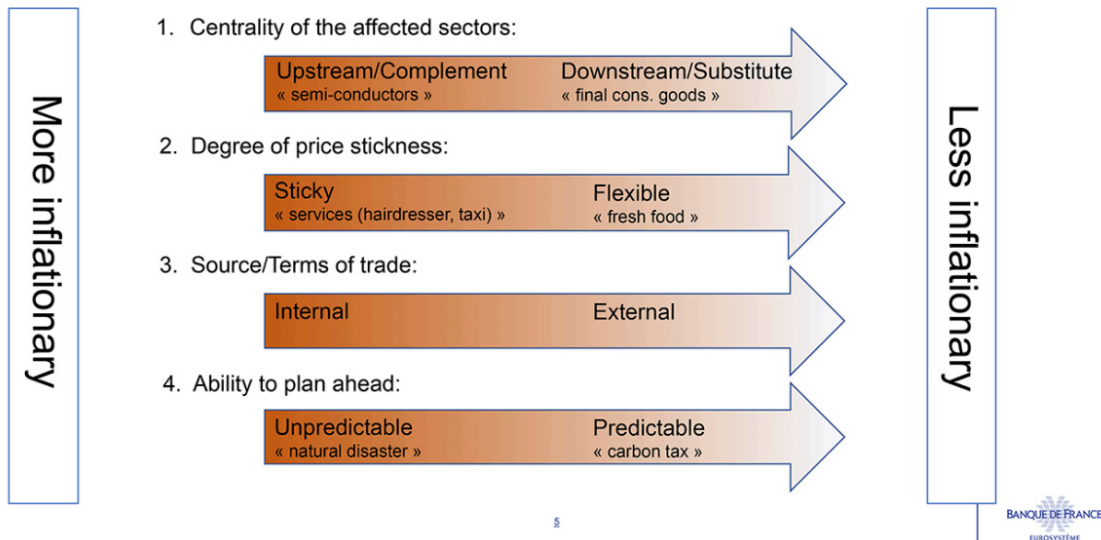 More inflationary
1. Centrality of the affected sectors:
Upstream/Complement Downstream/Substitute
« semi-conductors » « final cons. goods »
2. Degree of price stickness:
Sticky Flexible
« services (hairdresser, taxi) » « fresh food »
3. Source/Terms of trade:
Internal External
4. Ability to plan ahead:
Unpredictable Predictable
« natural disaster » « carbon tax »
Less inflationary
5
BANQUE DE FRANCE
EUROSYSTÈME